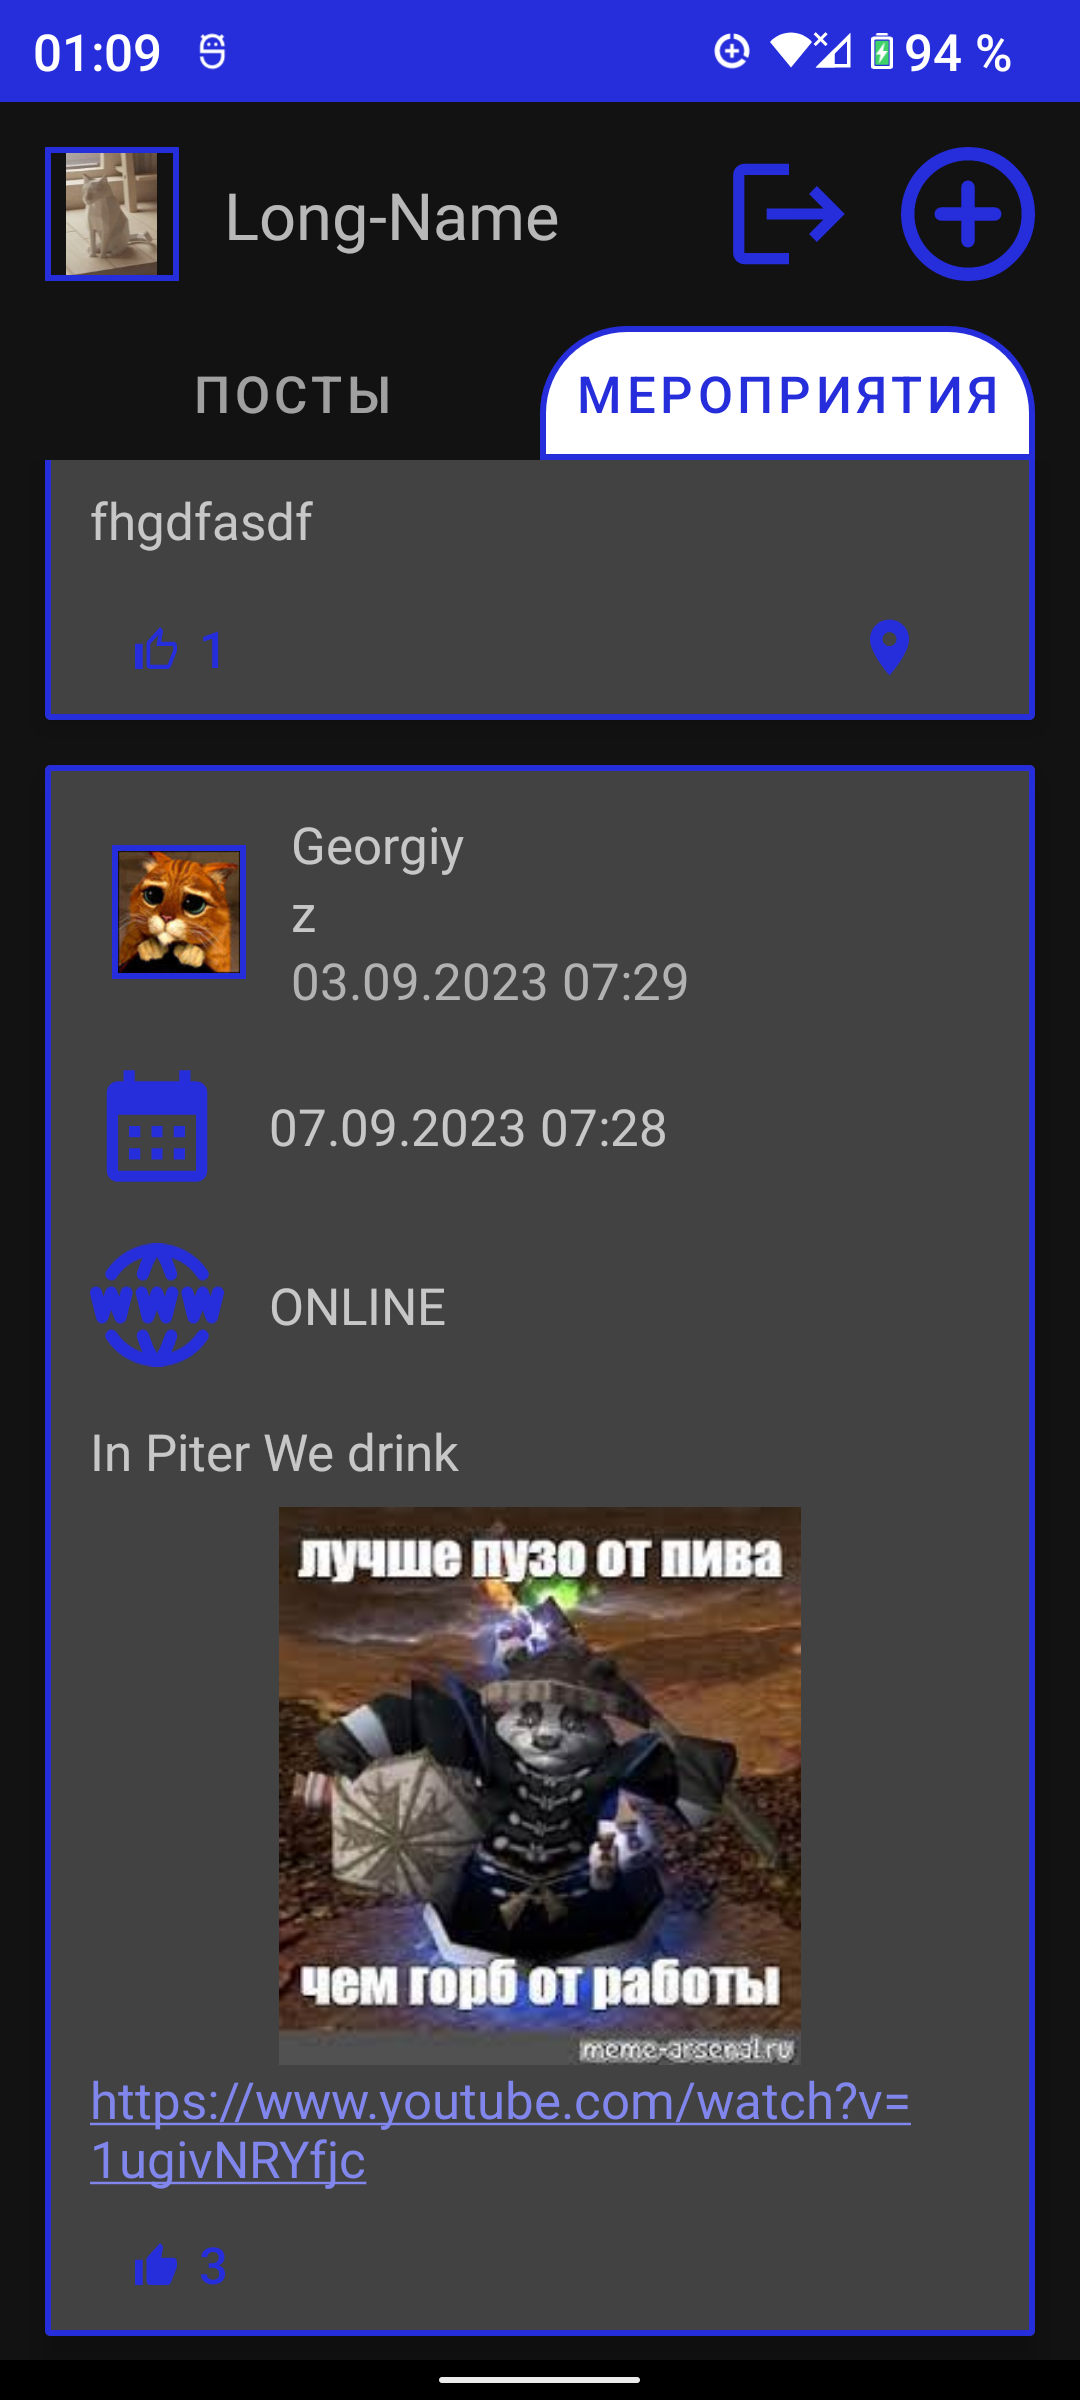 01:09
94 %
Long-Name
ПОСТЫ
МЕРОПРИЯТИЯ
fhgdfasdf
1
Georgiy
z
03.09.2023 07:29
07.09.2023 07:28
www
ONLINE
In Piter We drink
лучше пузо от пива
чем горб от работы
meme-arsenal.ru
https://www.youtube.com/watch?v=
1ugivNRYfjc
3